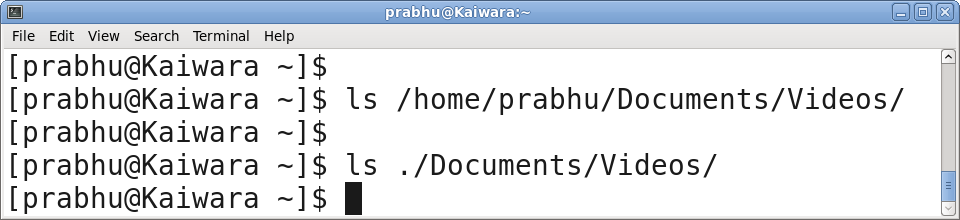 prabhu@Kaiwara:~
File Edit View Search Terminal Help
[prabhu@Kaiwara ~]$
[prabhu@Kaiwara ~]$ ls /home/prabhu/Documents/Videos/
[prabhu@Kaiwara ~]$
[prabhu@Kaiwara ~]$ ls ./Documents/Videos/
[prabhu@Kaiwara ~]$